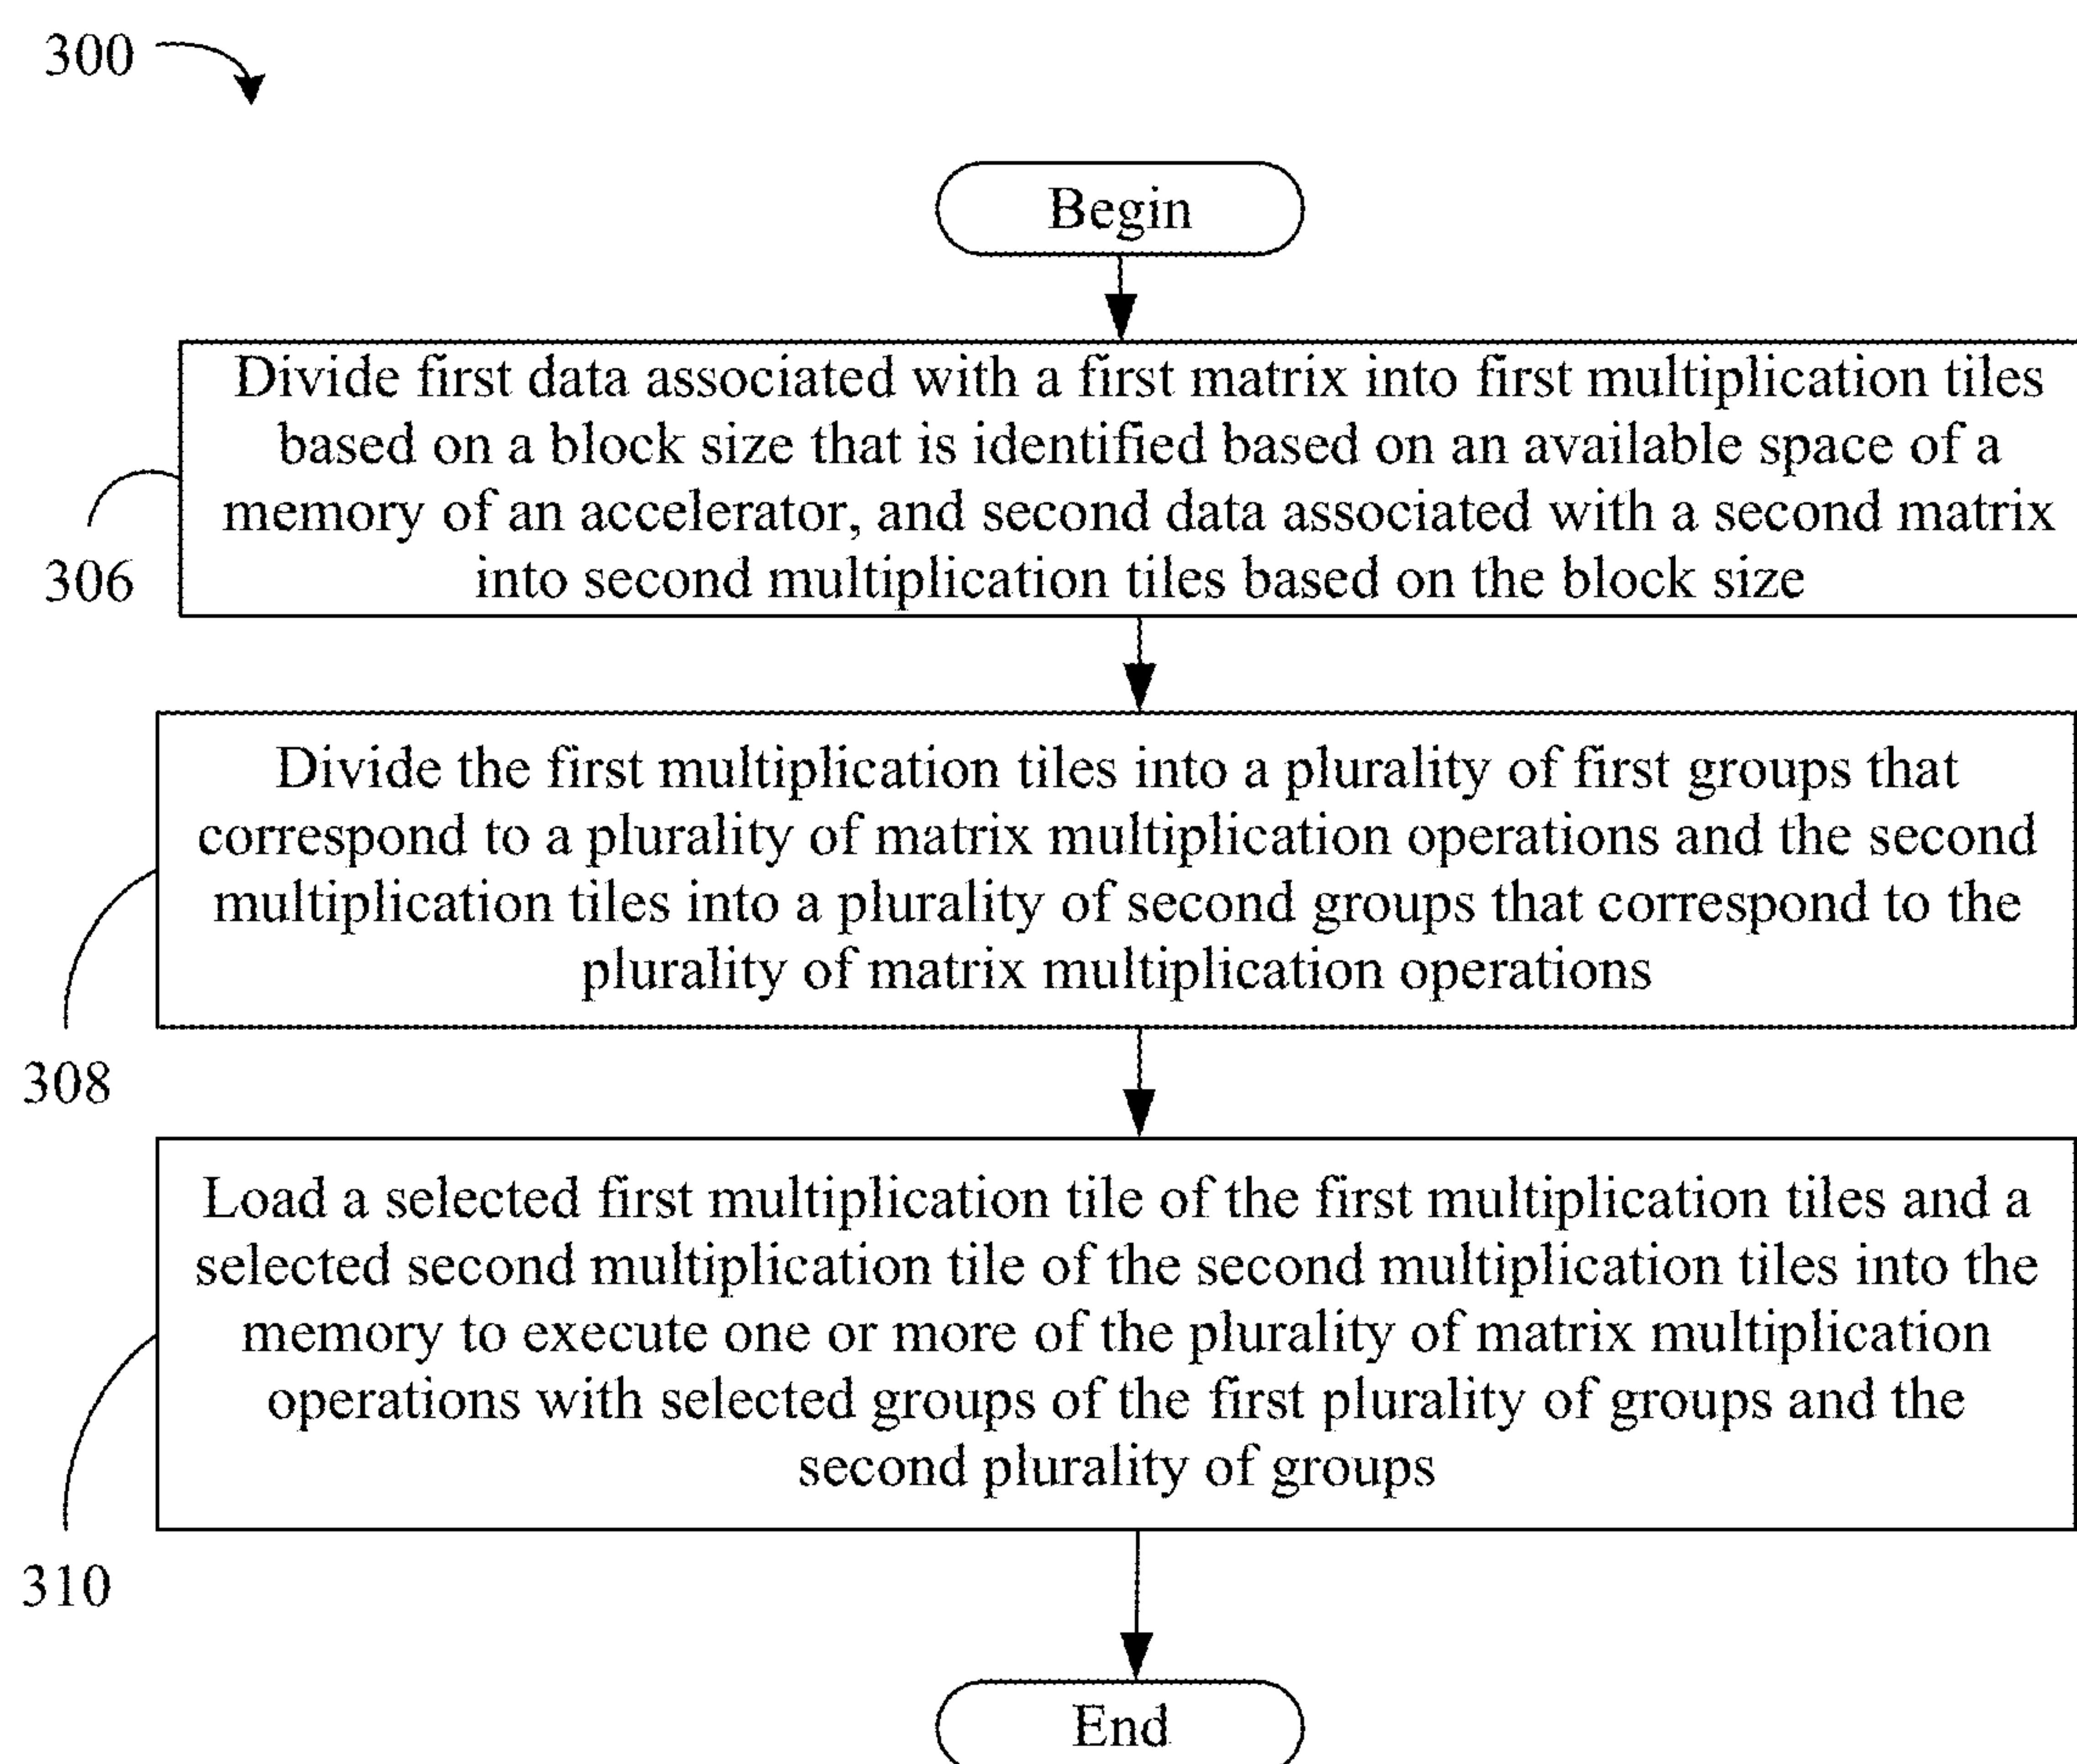 300
Begin
Divide first data associated with a first matrix into first multiplication tiles
based on a block size that is identified based on an available space of a
memory of an accelerator, and second data associated with a second matrix
into second multiplication tiles based on the block size
306
Divide the first multiplication tiles into a plurality of first groups that
correspond to a plurality of matrix multiplication operations and the second
multiplication tiles into a plurality of second groups that correspond to the
plurality of matrix multiplication operations
308
Load a selected first multiplication tile of the first multiplication tiles and a
selected second multiplication tile of the second multiplication tiles into the
memory to execute one or more of the plurality of matrix multiplication
operations with selected groups of the first plurality of groups and the
second plurality of groups
310
End